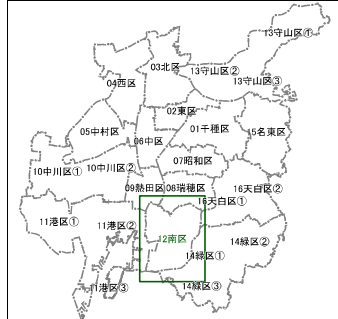 13守山区①
03北区
13守山区②
04西区
13守山区③
02東区
05中村区
01千種区
15名東区
06中区
07昭和区
10中川区①
10中川区②
09熱田区
08瑞穂区
16天白区②
16天白区①
11港区①
11港区②
12南区
14緑区②
14緑区①
11港区③
14緑区③